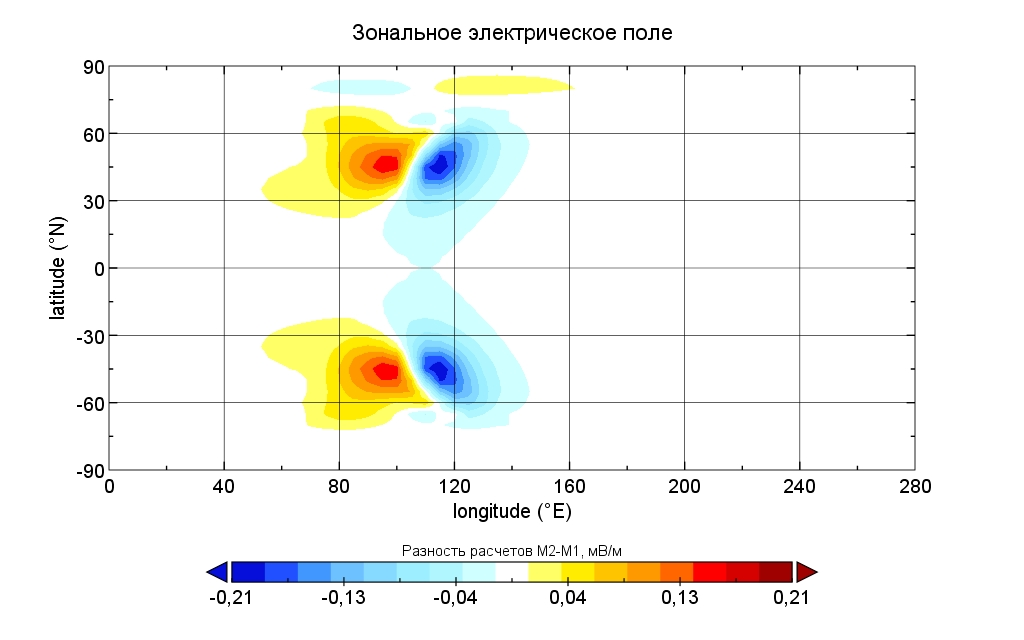 Зональное электрическое поле
90
60
30
0
-30
-60
-90
latitude (°N)
0 40 80 120 160 200 240 280
longitude (°E)
Разность расчетов M2-M1, мВ/м
-0,21 -0,13 -0,04 0,04 0,13 0,21